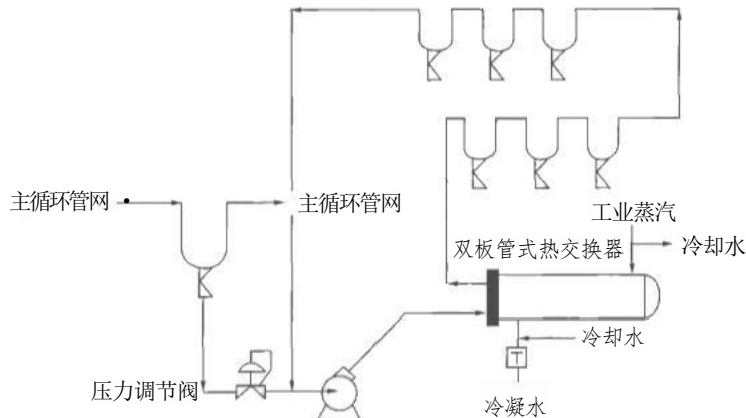 主循环管网
主循环管网
工业蒸汽
双板管式热交换器
冷却水
冷却水
T
压力调节阀
冷凝水